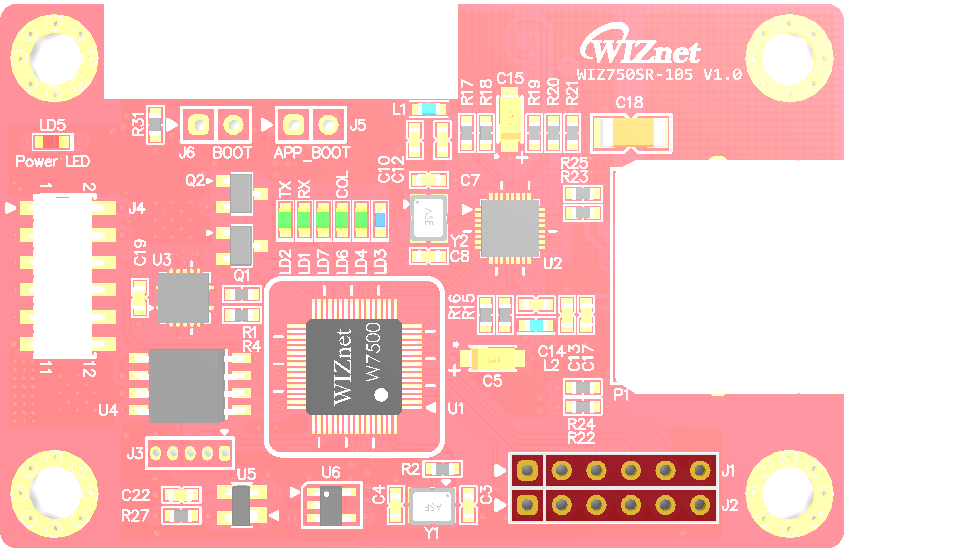 WIZnet
WIZ750SR-105 V1.0
C15
R17
R18
R19
R20
R21
C18
L1
R31
J6
BOOT
APP_BOOT
J5
LD5
Power LED
C10
C12
R25
R23
C7
Q2
TX
RX
COL
1
2
J4
ASE
Y2
C8
U2
C19
U3
Q1
LD2
LD1
LD7
LD6
LD4
LD3
R1
R4
R16
R15
WIZnet
W7500
C14
L2
C13
C17
C5
11
12
U4
U1
P1
R24
R22
J3
U5
U6
R2
J1
C22
R27
C4
ASE
C3
J2
Y1